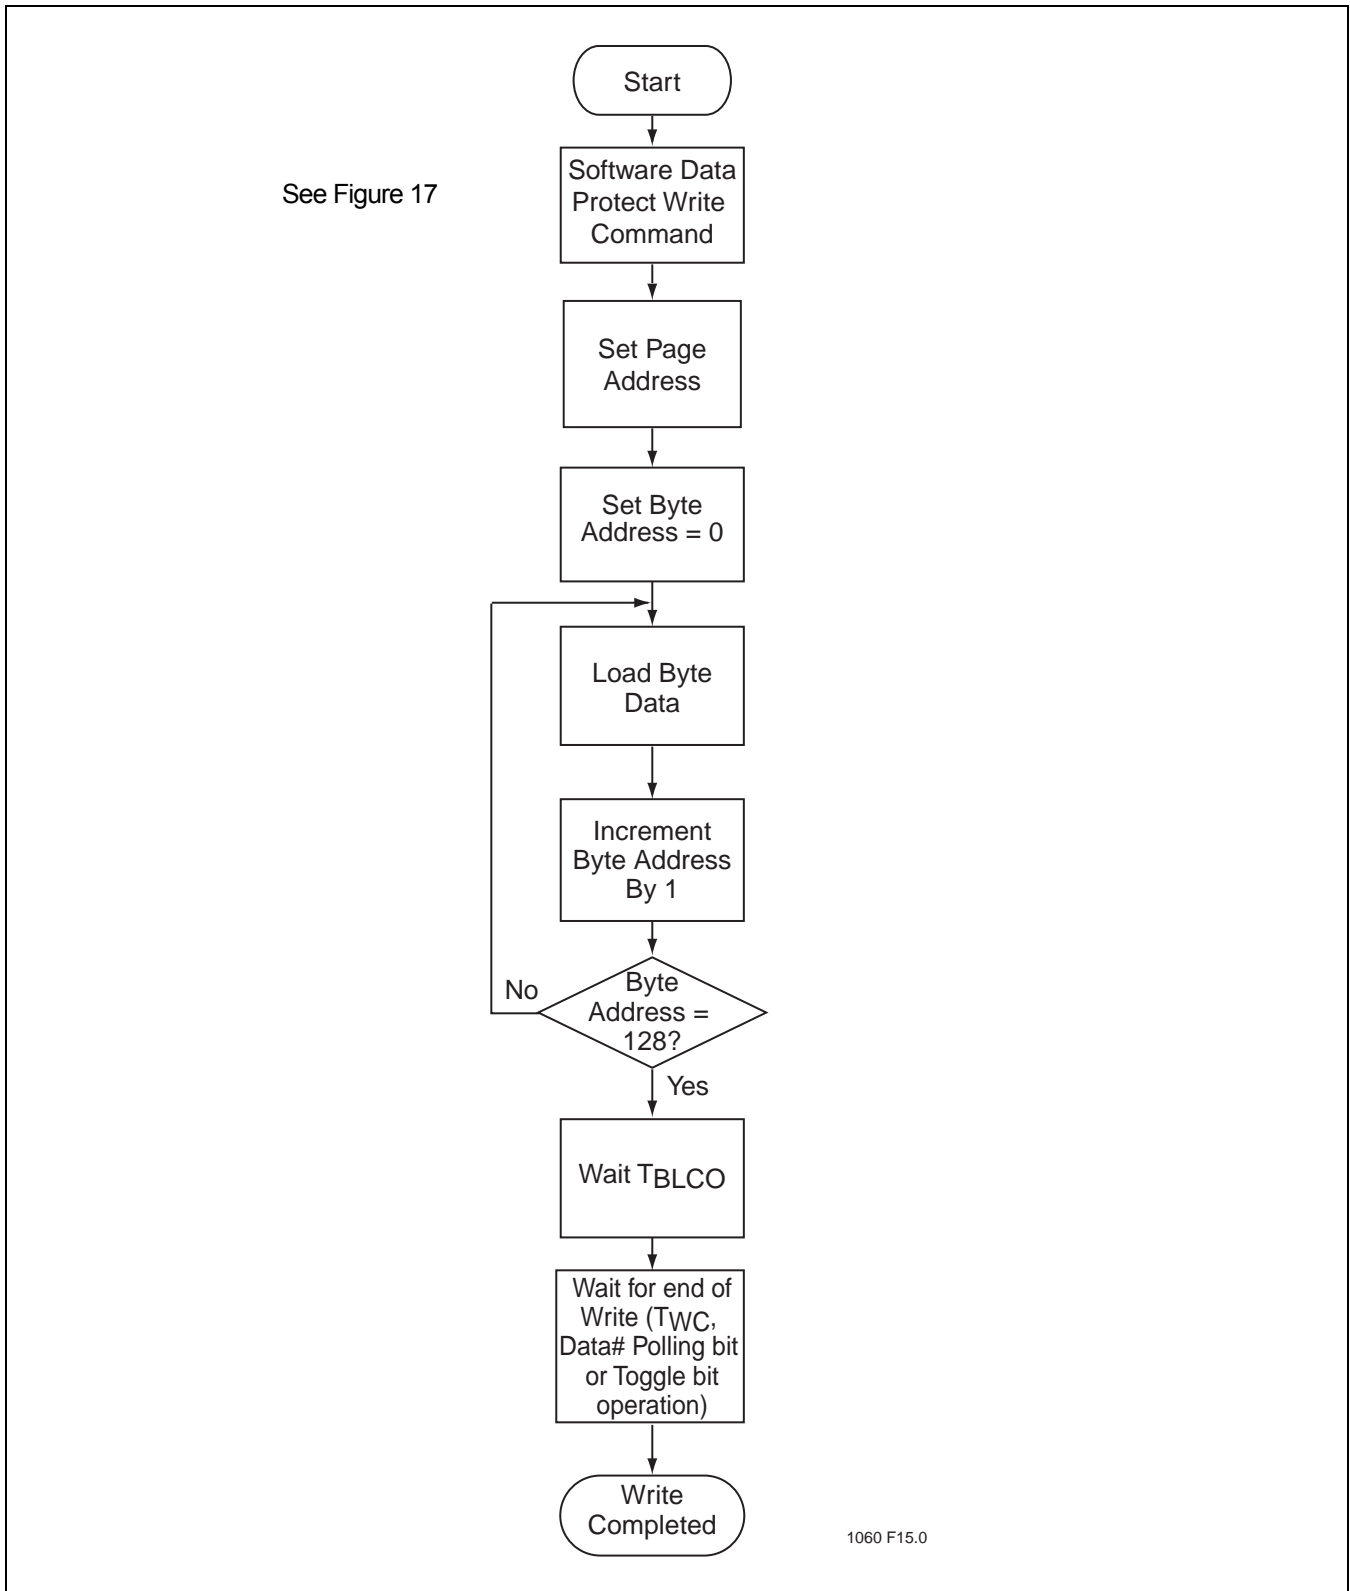 Start
See Figure 17
Software Data
Protect Write
Command
Set Page
Address
Set Byte
Address = 0
Load Byte
Data
Increment
Byte Address
By 1
No
Byte
Address =
128?
Yes
Wait TBLCO
Wait for end of
Write (TWC,
Data# Polling bit
or Toggle bit
operation)
Write
Completed
1060 F15.0